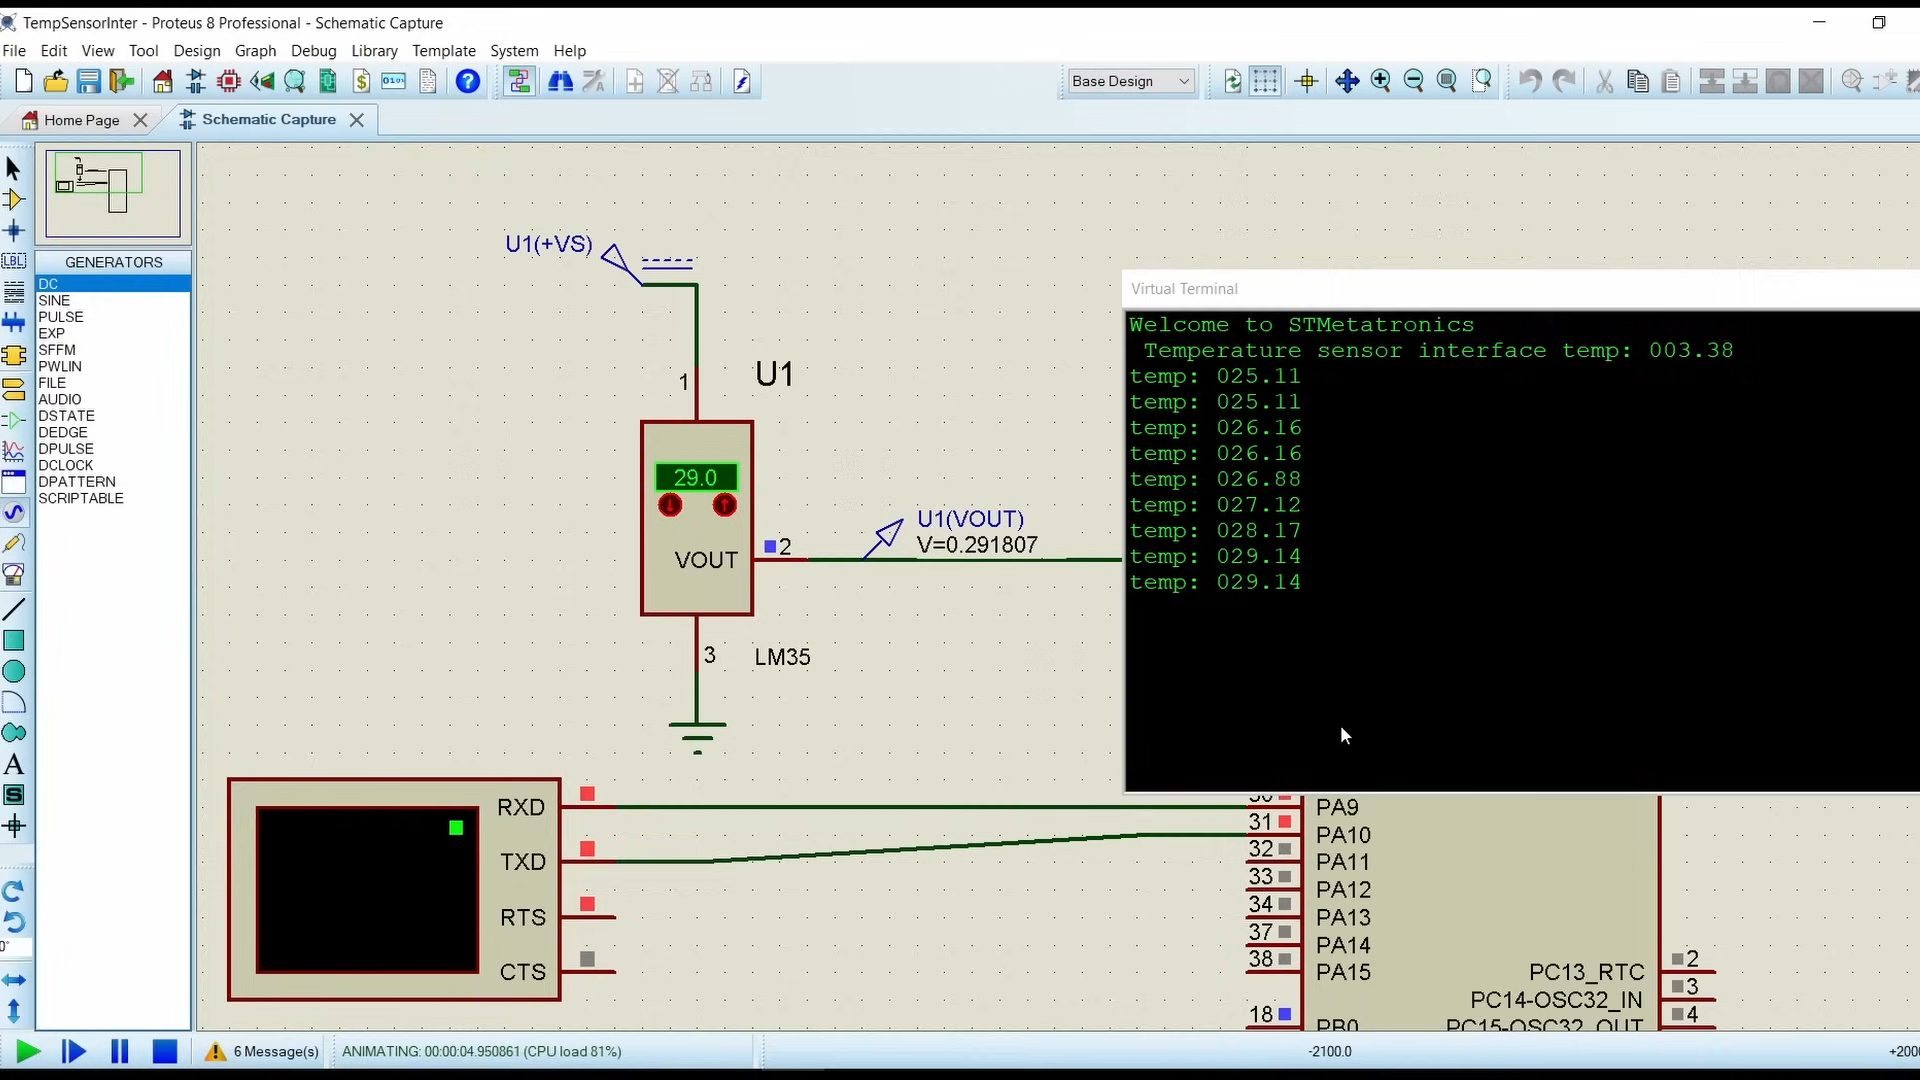 TempSensorInter - Proteus 8 Professional - Schematic Capture
File Edit View Tool Design Graph Debug Library Template System Help
Base Design
Home Page
Schematic Capture
LBL
A
S
0°
GENERATORS
DC
SINE
PULSE
EXP
SFFM
PWLIN
FILE
AUDIO
DSTATE
DEDGE
DPULSE
DCLOCK
DPATTERN
SCRIPTABLE
U1(+VS)
1
U1
29.0
VOUT
2
U1(VOUT)
V=0.291807
3
LM35
Virtual Terminal
Welcome to STMetatronics
Temperature sensor interface temp: 003.38
temp: 025.11
temp: 025.11
temp: 026.16
temp: 026.16
temp: 026.88
temp: 027.12
temp: 028.17
temp: 029.14
temp: 029.14
RXD
TXD
RTS
CTS
30 PA9
31 PA10
32 PA11
33 PA12
34 PA13
37 PA14
38 PA15
18 PB0
PC13_RTC 2
PC14-OSC32_IN 3
PC15-OSC32_OUT 4
6 Message(s)
ANIMATING: 00:00:04.950861 (CPU load 81%)
-2100.0